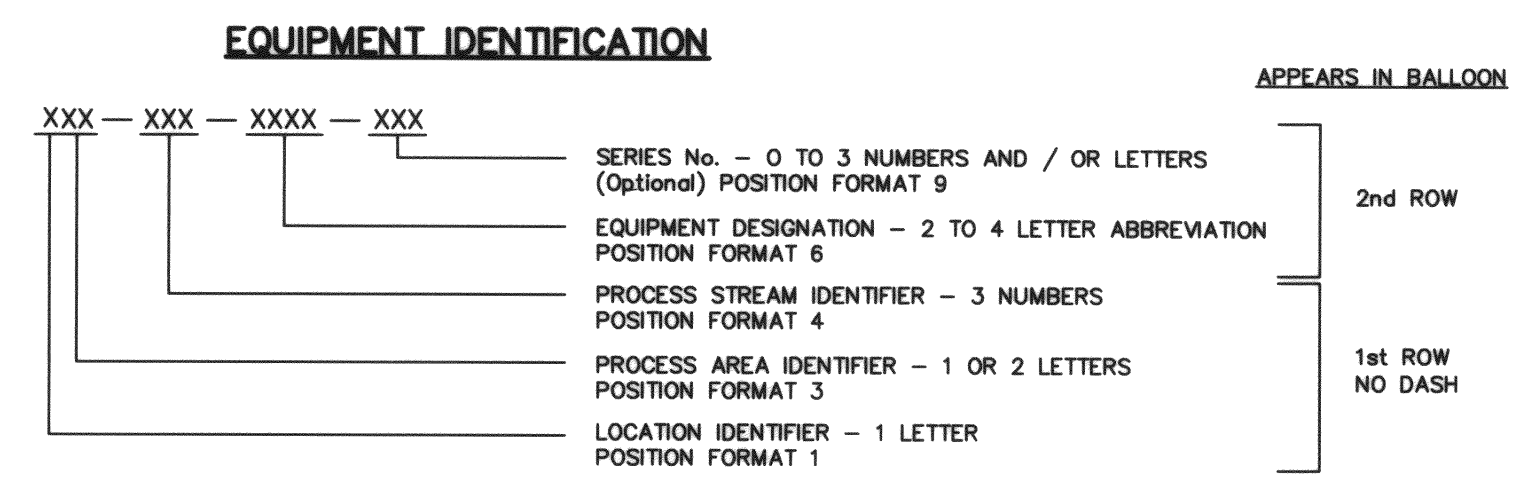 EQUIPMENT IDENTIFICATION
APPEARS IN BALLOON
XXX — XXX — XXXX — XXX
SERIES No. – 0 TO 3 NUMBERS AND / OR LETTERS
(Optional) POSITION FORMAT 9
2nd ROW
EQUIPMENT DESIGNATION – 2 TO 4 LETTER ABBREVIATION
POSITION FORMAT 6
PROCESS STREAM IDENTIFIER – 3 NUMBERS
POSITION FORMAT 4
PROCESS AREA IDENTIFIER – 1 OR 2 LETTERS
POSITION FORMAT 3
1st ROW
NO DASH
LOCATION IDENTIFIER – 1 LETTER
POSITION FORMAT 1